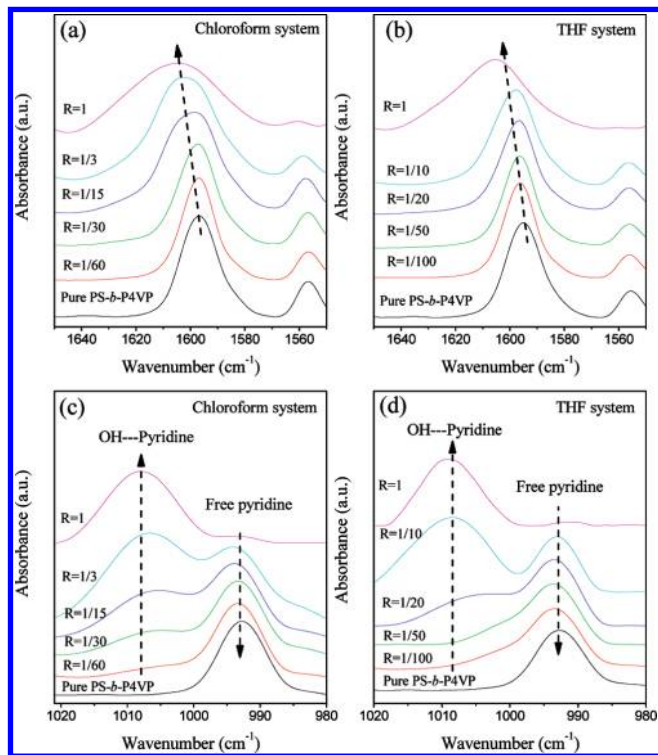 (a)
Chloroform system
R=1
R=1/3
R=1/15
R=1/30
R=1/60
Pure PS-b-P4VP
1640 1620 1600 1580 1560
Wavenumber (cm-1)
Absorbance (a.u.)
(b)
THF system
R=1
R=1/10
R=1/20
R=1/50
R=1/100
Pure PS-b-P4VP
1640 1620 1600 1580 1560
Wavenumber (cm-1)
Absorbance (a.u.)
(c)
Chloroform system
OH---Pyridine
Free pyridine
R=1
R=1/3
R=1/15
R=1/30
R=1/60
Pure PS-b-P4VP
1020 1010 1000 990 980
Wavenumber (cm-1)
Absorbance (a.u.)
(d)
THF system
OH---Pyridine
Free pyridine
R=1
R=1/10
R=1/20
R=1/50
R=1/100
Pure PS-b-P4VP
1020 1010 1000 990 980
Wavenumber (cm-1)
Absorbance (a.u.)